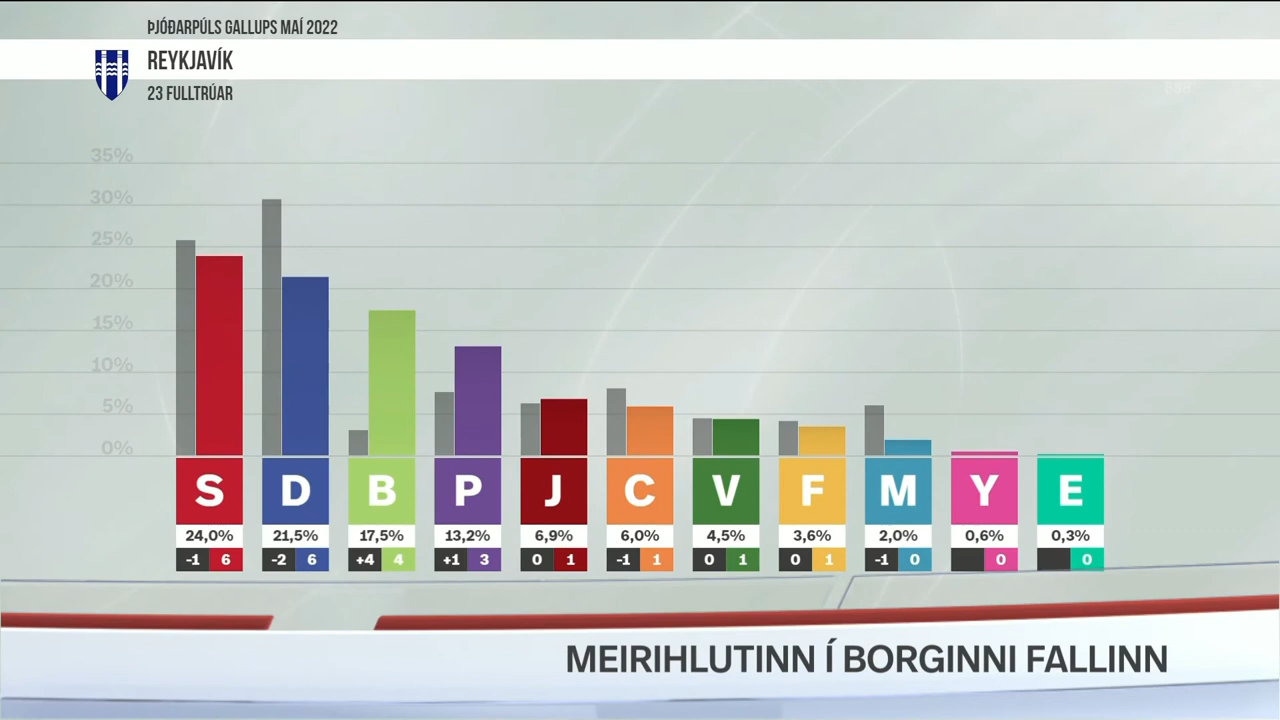 ÞJÓÐARPÚLS GALLUPS MAÍ 2022
REYKJAVÍK
23 FULLTRÚAR
35%
30%
25%
20%
15%
10%
5%
0%
S D B P J C V F M Y E
24,0% 21,5% 17,5% 13,2% 6,9% 6,0% 4,5% 3,6% 2,0% 0,6% 0,3%
-1 6 -2 6 +4 4 +1 3 0 1 -1 1 0 1 0 1 -1 0 0 0
MEIRIHLUTINN Í BORGINNI FALLINN